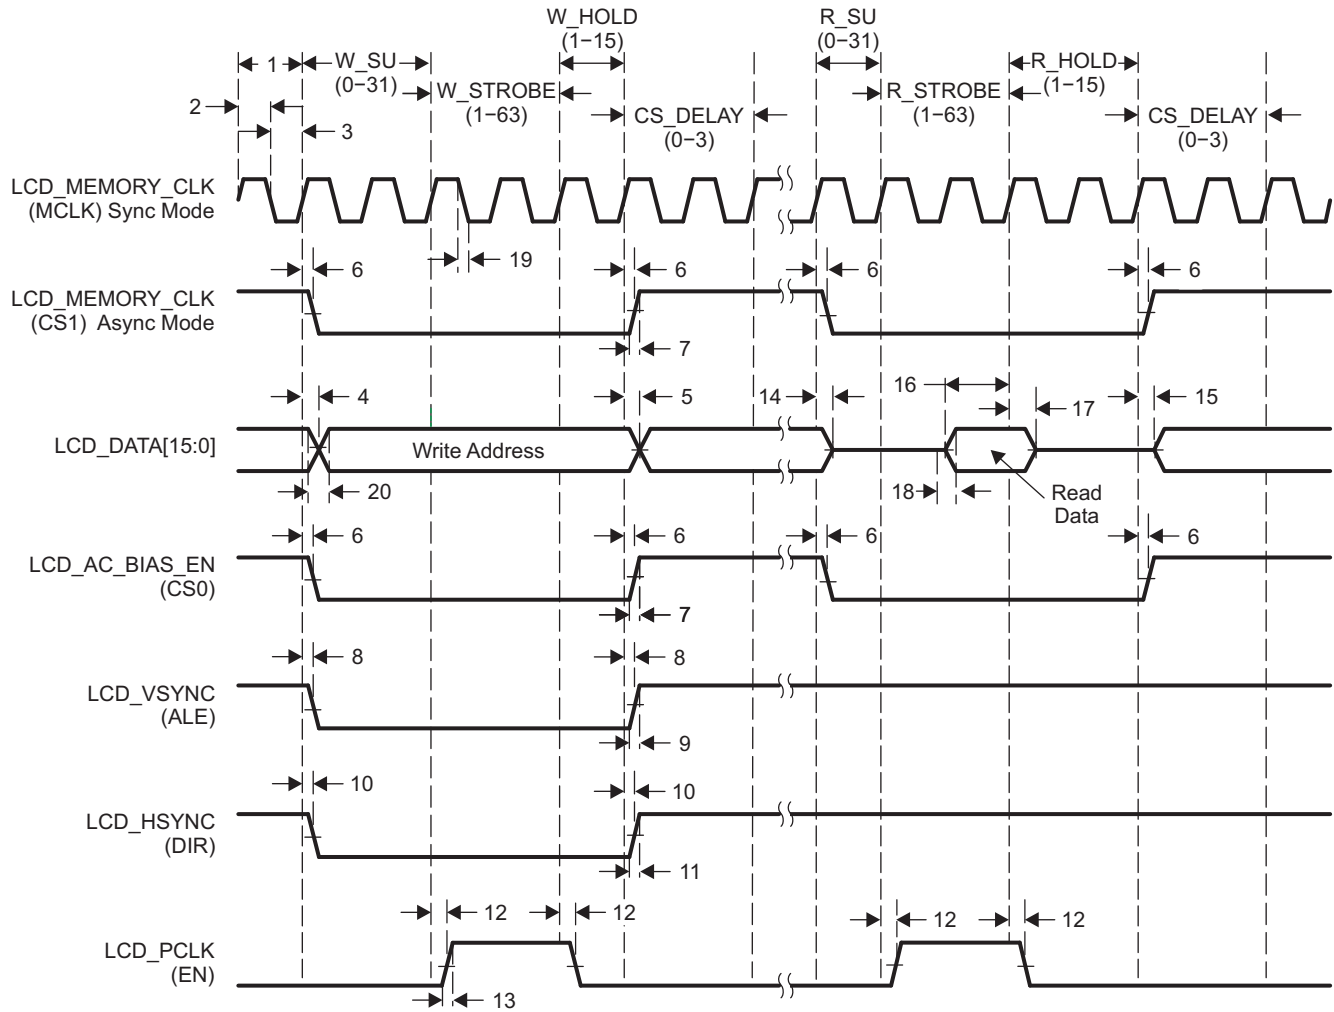 W_HOLD
(1−15)
R_SU
(0−31)
1
W_SU
(0−31)
R_HOLD
(1−15)
2
W_STROBE
(1−63)
CS_DELAY
(0−3)
R_STROBE
(1−63)
CS_DELAY
(0−3)
3
LCD_MEMORY_CLK
(MCLK) Sync Mode
19
6
6
6
6
LCD_MEMORY_CLK
(CS1) Async Mode
7
4
5
14
16
17
15
LCD_DATA[15:0]
Write Address
20
18
Read
Data
6
6
6
6
LCD_AC_BIAS_EN
(CS0)
7
8
8
LCD_VSYNC
(ALE)
9
10
10
LCD_HSYNC
(DIR)
11
12
12
12
12
LCD_PCLK
(EN)
13